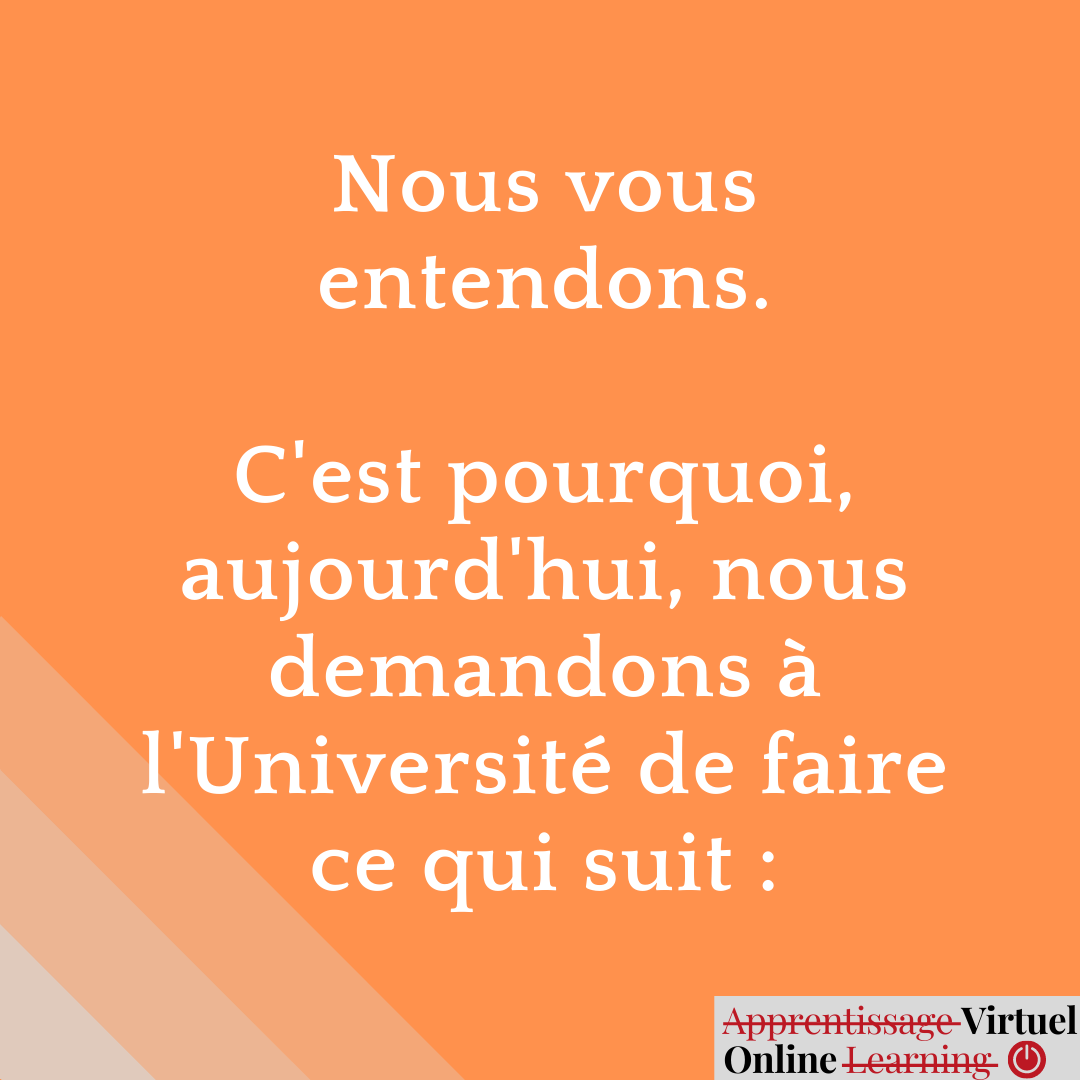 Nous vous
entendons.
C'est pourquoi,
aujourd'hui, nous
demandons à
l'Université de faire
ce qui suit :
Apprentissage Virtuel
Online Learning